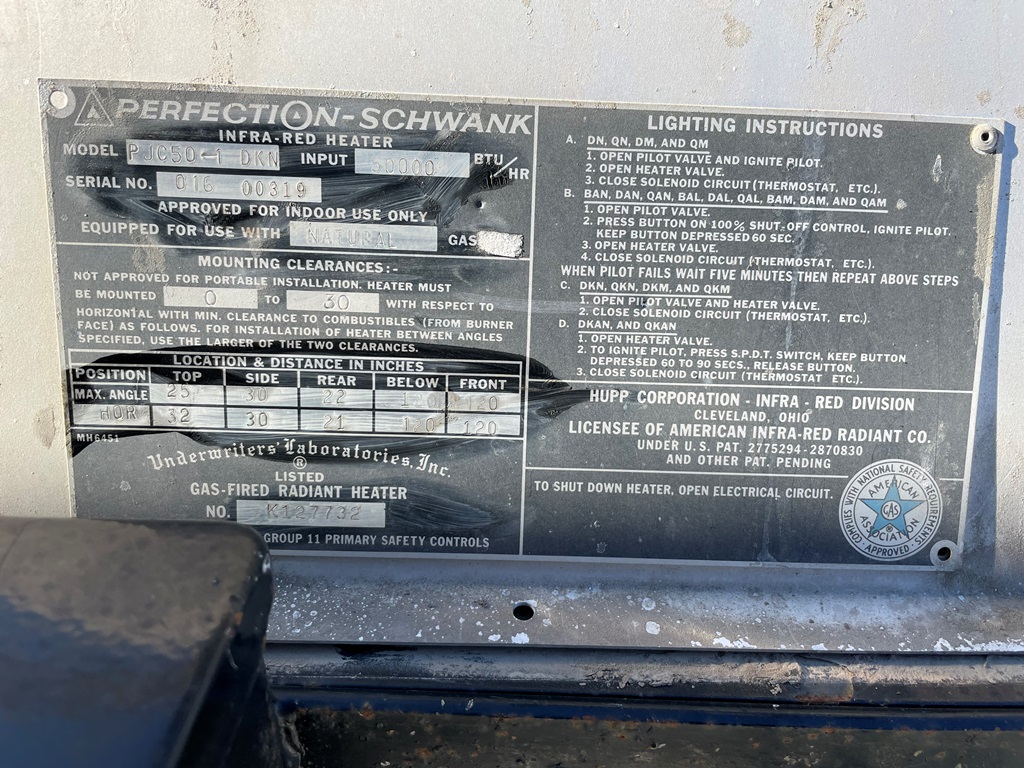 PERFECTION-SCHWANK
INFRA-RED HEATER
MODEL PJC50-1 DKN INPUT 50000 BTU/HR
SERIAL NO. 016 00319
APPROVED FOR INDOOR USE ONLY
EQUIPPED FOR USE WITH NATURAL GAS
MOUNTING CLEARANCES:-
NOT APPROVED FOR PORTABLE INSTALLATION. HEATER MUST
BE MOUNTED 0 TO 30 WITH RESPECT TO
HORIZONTAL WITH MIN. CLEARANCE TO COMBUSTIBLES (FROM BURNER
FACE) AS FOLLOWS. FOR INSTALLATION OF HEATER BETWEEN ANGLES
SPECIFIED, USE THE LARGER OF THE TWO CLEARANCES.
LOCATION & DISTANCE IN INCHES
POSITION TOP SIDE REAR BELOW FRONT
MAX. ANGLE 25 30 22 120 120
HOR 32 30 21 120 120
MH6451
Underwriters' Laboratories, Inc.
®
LISTED
GAS-FIRED RADIANT HEATER
NO. K127732
GROUP 11 PRIMARY SAFETY CONTROLS
LIGHTING INSTRUCTIONS
A. DN, QN, DM, AND QM
1. OPEN PILOT VALVE AND IGNITE PILOT.
2. OPEN HEATER VALVE.
3. CLOSE SOLENOID CIRCUIT (THERMOSTAT, ETC.).
B. BAN, DAN, QAN, BAL, DAL, QAL, BAM, DAM, AND QAM
1. OPEN PILOT VALVE.
2. PRESS BUTTON ON 100% SHUT-OFF CONTROL, IGNITE PILOT.
KEEP BUTTON DEPRESSED 60 SEC.
3. OPEN HEATER VALVE.
4. CLOSE SOLENOID CIRCUIT (THERMOSTAT, ETC.).
WHEN PILOT FAILS WAIT FIVE MINUTES THEN REPEAT ABOVE STEPS
C. DKN, QKN, DKM, AND QKM
1. OPEN PILOT VALVE AND HEATER VALVE.
2. CLOSE SOLENOID CIRCUIT (THERMOSTAT, ETC.).
D. DKAN, AND QKAN
1. OPEN HEATER VALVE.
2. TO IGNITE PILOT, PRESS S.P.D.T. SWITCH, KEEP BUTTON
DEPRESSED 60 TO 90 SECS., RELEASE BUTTON.
3. CLOSE SOLENOID CIRCUIT (THERMOSTAT ETC.).
HUPP CORPORATION - INFRA - RED DIVISION
CLEVELAND, OHIO
LICENSEE OF AMERICAN INFRA-RED RADIANT CO.
UNDER U.S. PAT. 2775294-2870830
AND OTHER PAT. PENDING
TO SHUT DOWN HEATER, OPEN ELECTRICAL CIRCUIT.
COMPLIES WITH NATIONAL SAFETY REQUIREMENTS
AMERICAN
GAS
®
ASSOCIATION
APPROVED